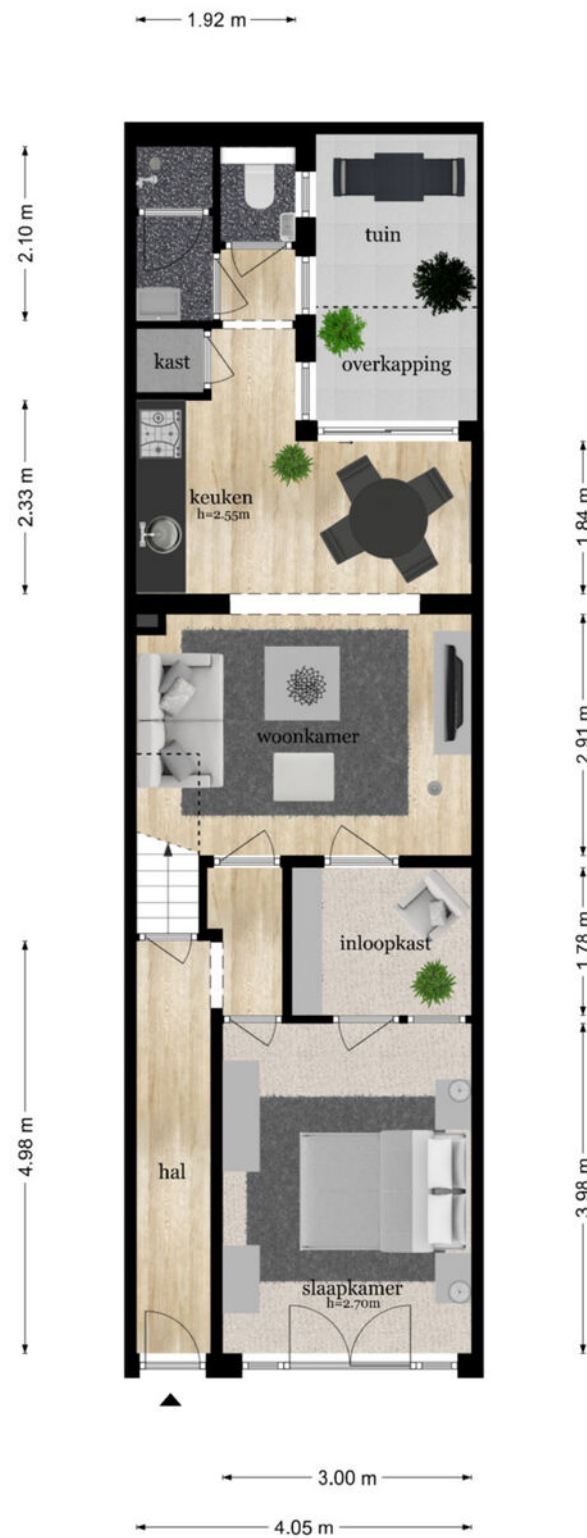 1.92 m
2.10 m
tuin
kast
overkapping
2.33 m
keuken
h=2.55m
1.84 m
woonkamer
2.91 m
inloopkast
1.78 m
4.98 m
hal
3.98 m
slaapkamer
h=2.70m
3.00 m
4.05 m